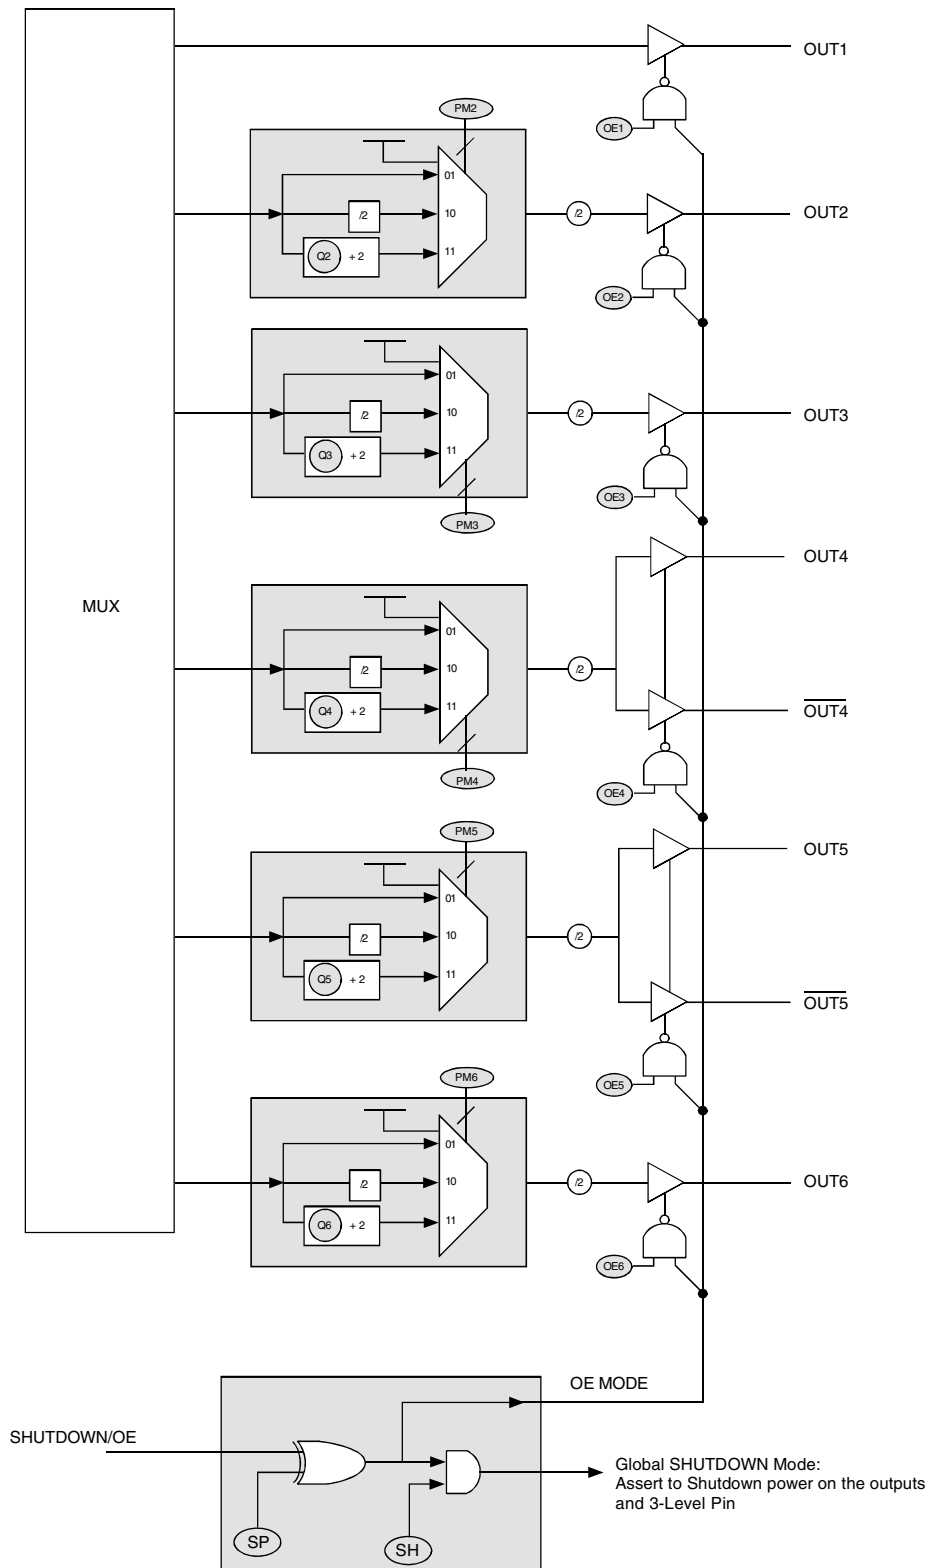 OUT1
OE1
PM2
01
/2
10
Q2 + 2
11
/2
OUT2
OE2
01
/2
10
Q3 + 2
11
PM3
/2
OUT3
OE3
MUX
01
/2
10
Q4 + 2
11
PM4
/2
OUT4
OUT4
OE4
PM5
01
/2
10
Q5 + 2
11
/2
OUT5
OUT5
OE5
PM6
01
/2
10
Q6 + 2
11
/2
OUT6
OE6
OE MODE
SHUTDOWN/OE
SP
SH
Global SHUTDOWN Mode:
Assert to Shutdown power on the outputs
and 3-Level Pin